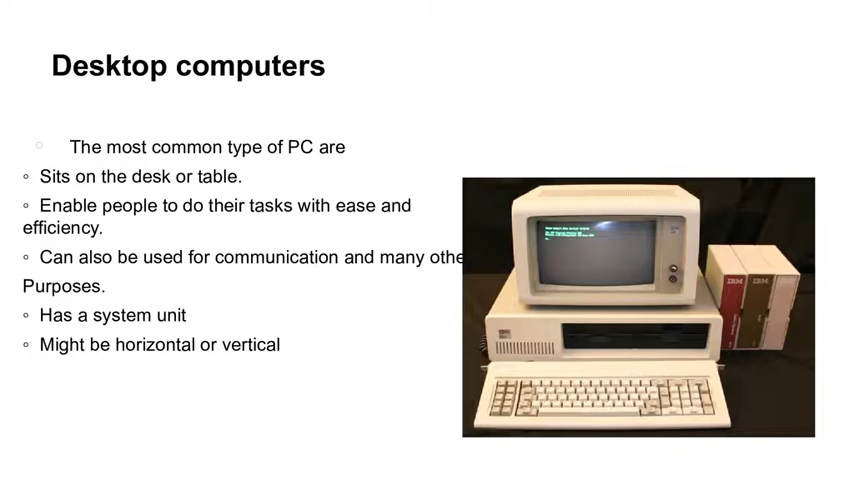 Desktop computers
◦ The most common type of PC are
◦ Sits on the desk or table.
◦ Enable people to do their tasks with ease and
efficiency.
◦ Can also be used for communication and many othe
Purposes.
◦ Has a system unit
◦ Might be horizontal or vertical
IBM
IBM